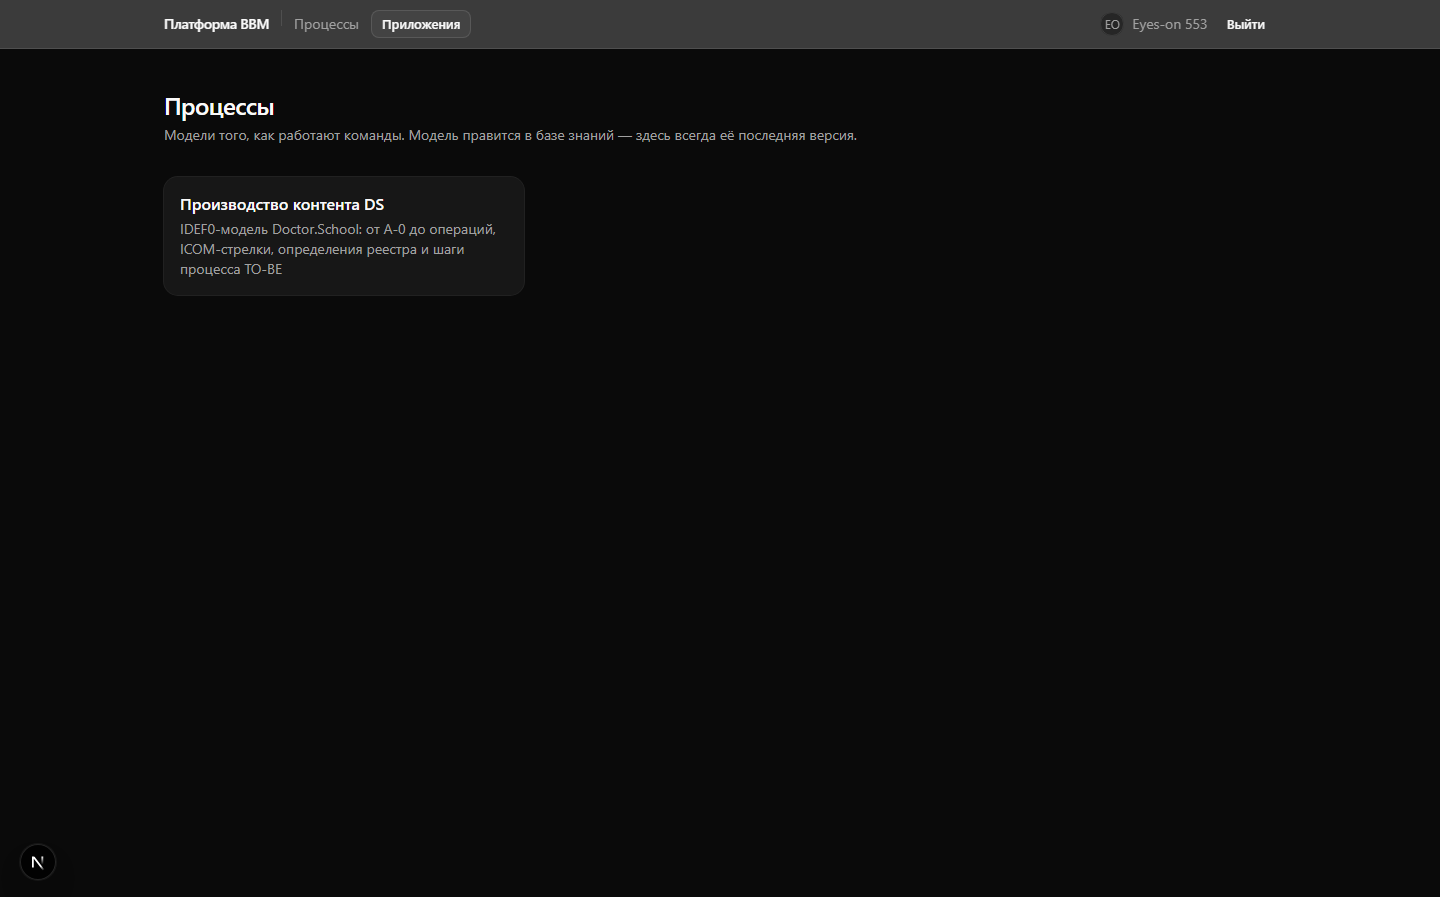 Платформа BBM
Процессы
Приложения
EO
Eyes-on 553
Выйти
Процессы
Модели того, как работают команды. Модель правится в базе знаний — здесь всегда её последняя версия.
Производство контента DS
IDEF0-модель Doctor.School: от A-0 до операций,
ICOM-стрелки, определения реестра и шаги
процесса TO-BE
N